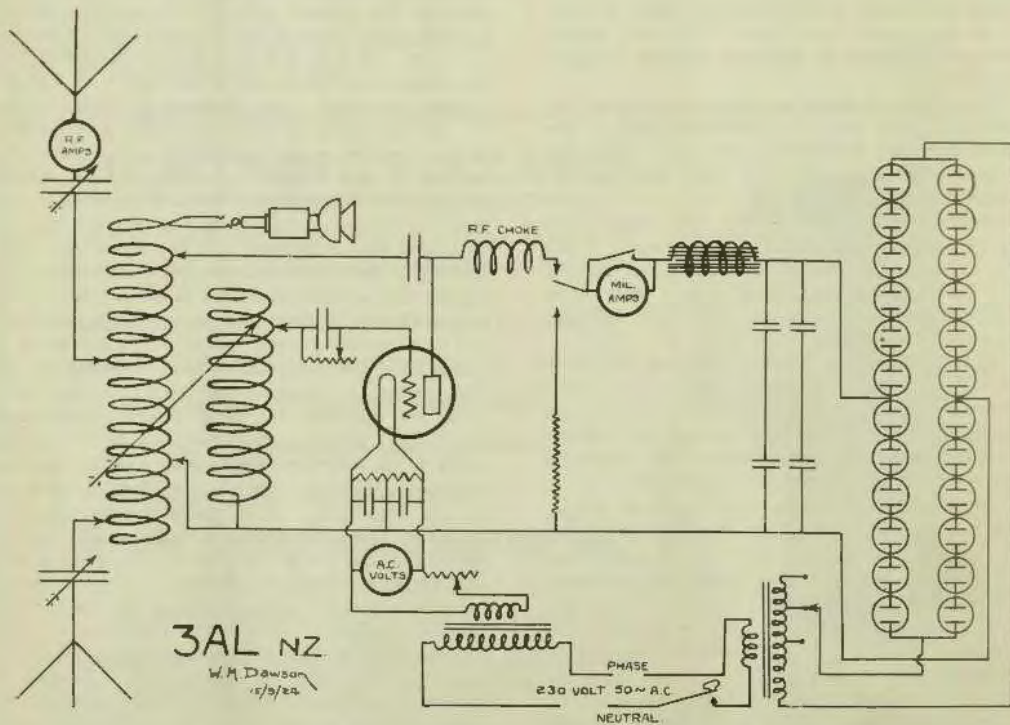 R.F.
AMPS
R.F. CHOKE
MIL.
AMPS
A.C.
VOLTS
3AL NZ
W.M. Dawson
15/9/24
PHASE
230 VOLT 50~ A.C.
NEUTRAL.